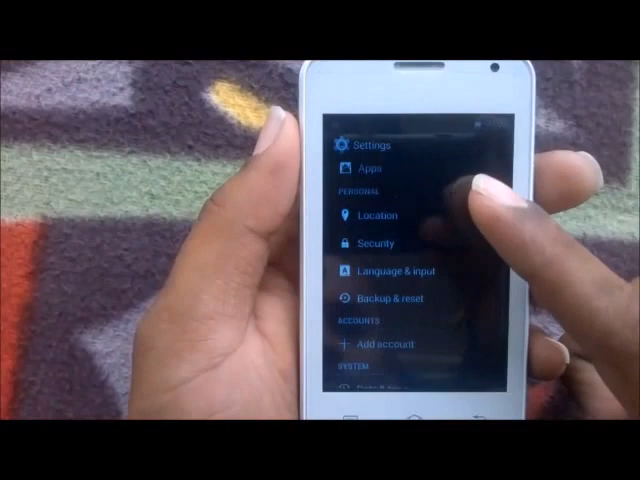 Settings
Apps
PERSONAL
Location
Security
Language & input
Backup & reset
ACCOUNTS
Add account
SYSTEM